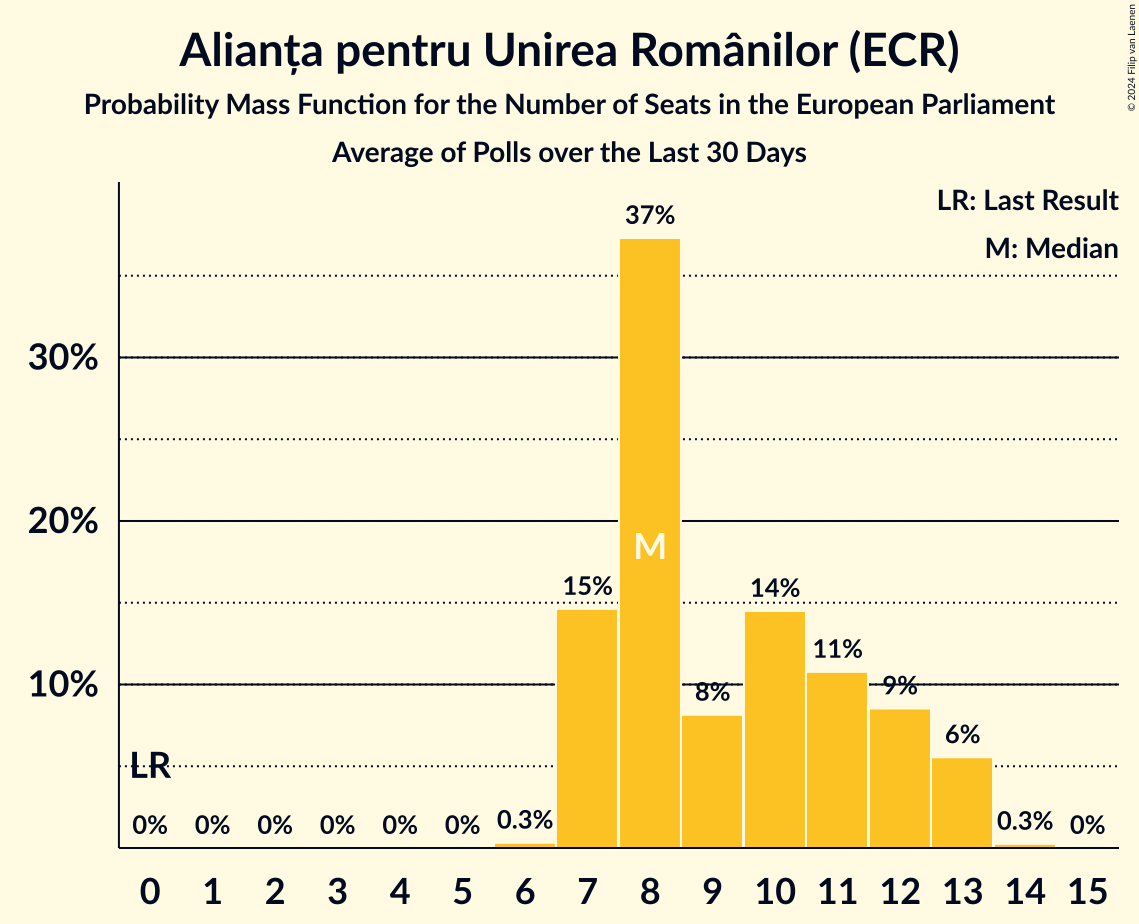 Alianța pentru Unirea Românilor (ECR)
Probability Mass Function for the Number of Seats in the European Parliament
Average of Polls over the Last 30 Days
© 2024 Filip van Laenen
LR: Last Result
M: Median
37%
30%
20%
M
15%
14%
11%
10%
8%
9%
6%
LR
0%
0%
0%
0%
0%
0%
0.3%
0.3%
0%
0 1 2 3 4 5 6 7 8 9 10 11 12 13 14 15